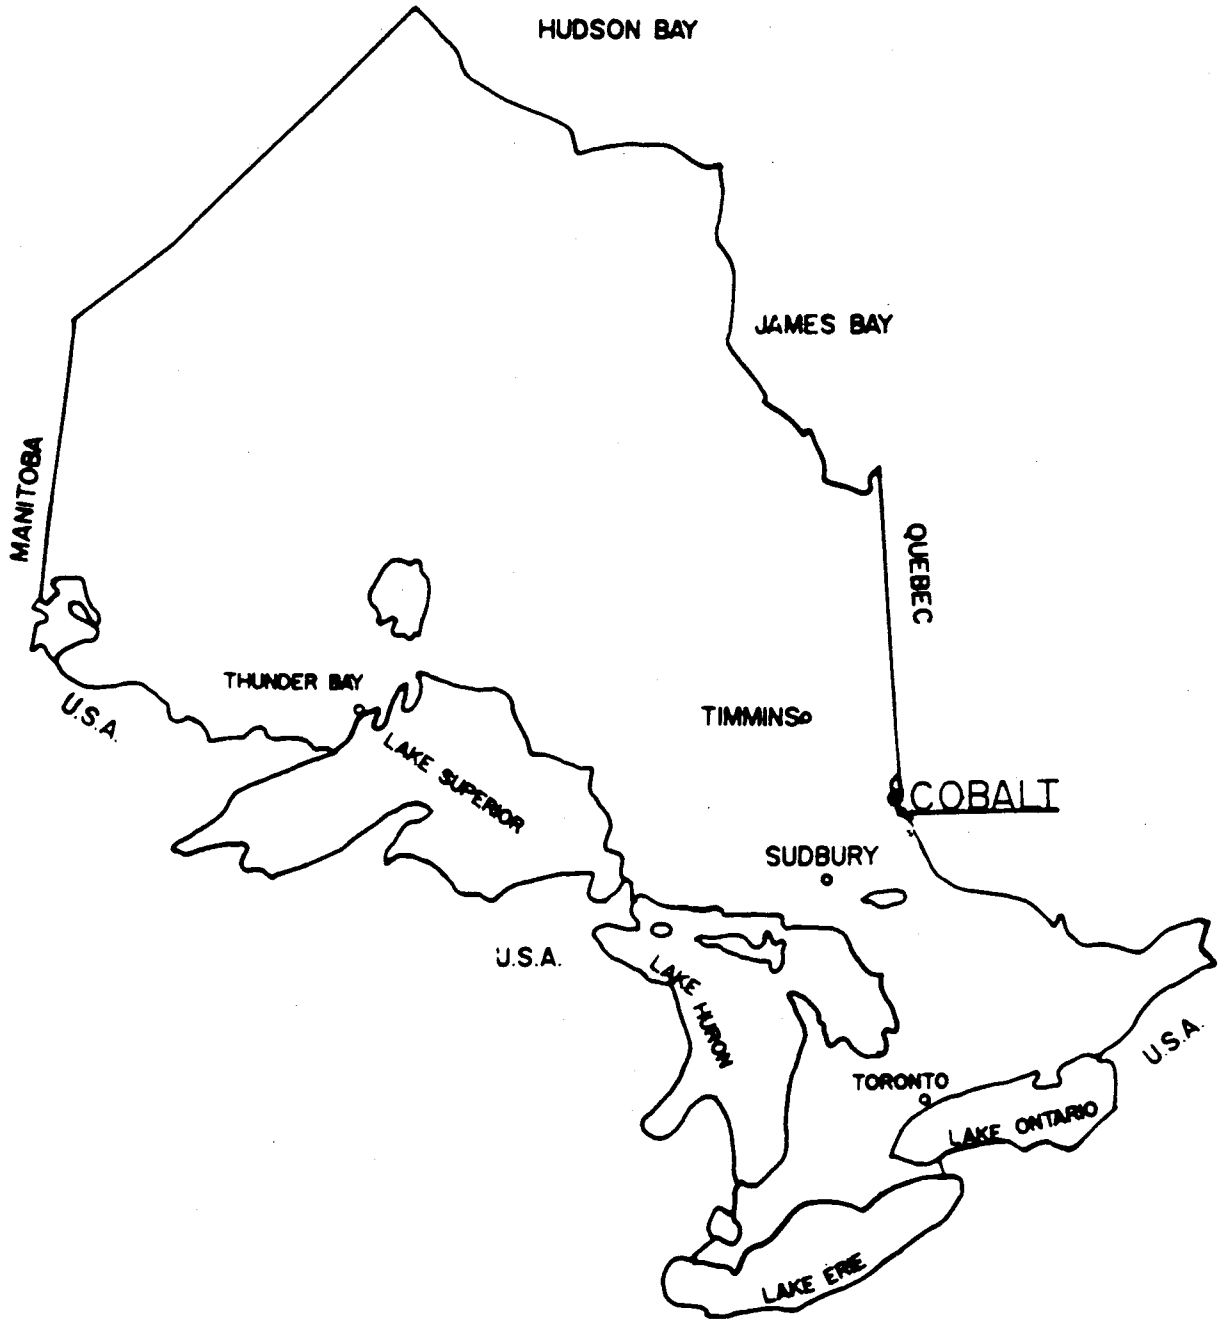 HUDSON BAY
JAMES BAY
MANITOBA
QUEBEC
THUNDER BAY
U.S.A.
TIMMINS
LAKE SUPERIOR
COBALT
SUDBURY
U.S.A.
LAKE HURON
U.S.A.
TORONTO
LAKE ONTARIO
LAKE ERIE